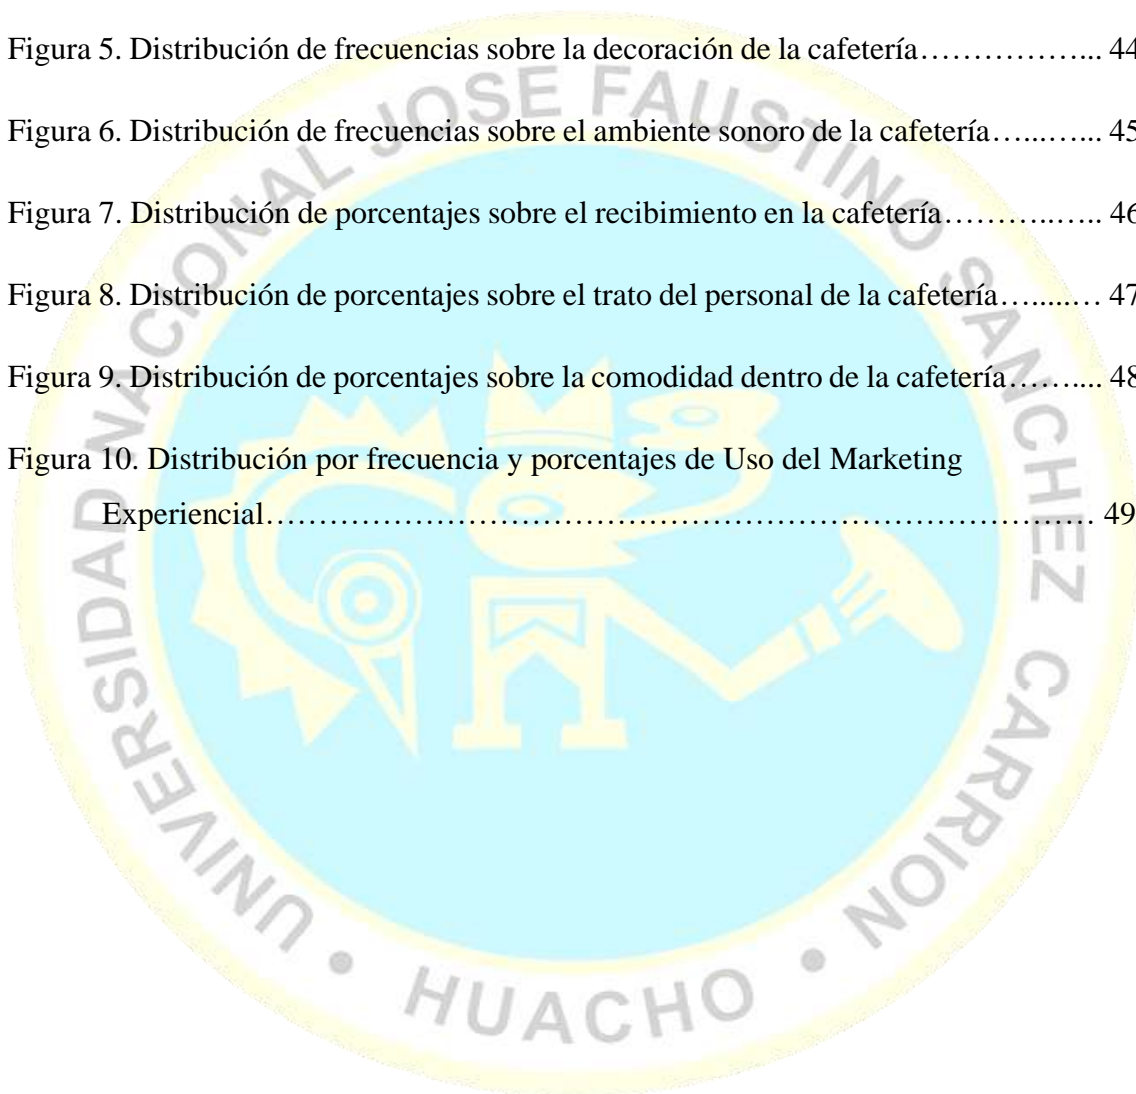 Figura 5. Distribución de frecuencias sobre la decoración de la cafetería……………... 44
Figura 6. Distribución de frecuencias sobre el ambiente sonoro de la cafetería…...…... 45
Figura 7. Distribución de porcentajes sobre el recibimiento en la cafetería………..….. 46
Figura 8. Distribución de porcentajes sobre el trato del personal de la cafetería….....… 47
Figura 9. Distribución de porcentajes sobre la comodidad dentro de la cafetería…….... 48
Figura 10. Distribución por frecuencia y porcentajes de Uso del Marketing
Experiencial…………………………………………………………………… 49
UNIVERSIDAD NACIONAL JOSE FAUSTINO SANCHEZ CARRION • HUACHO •